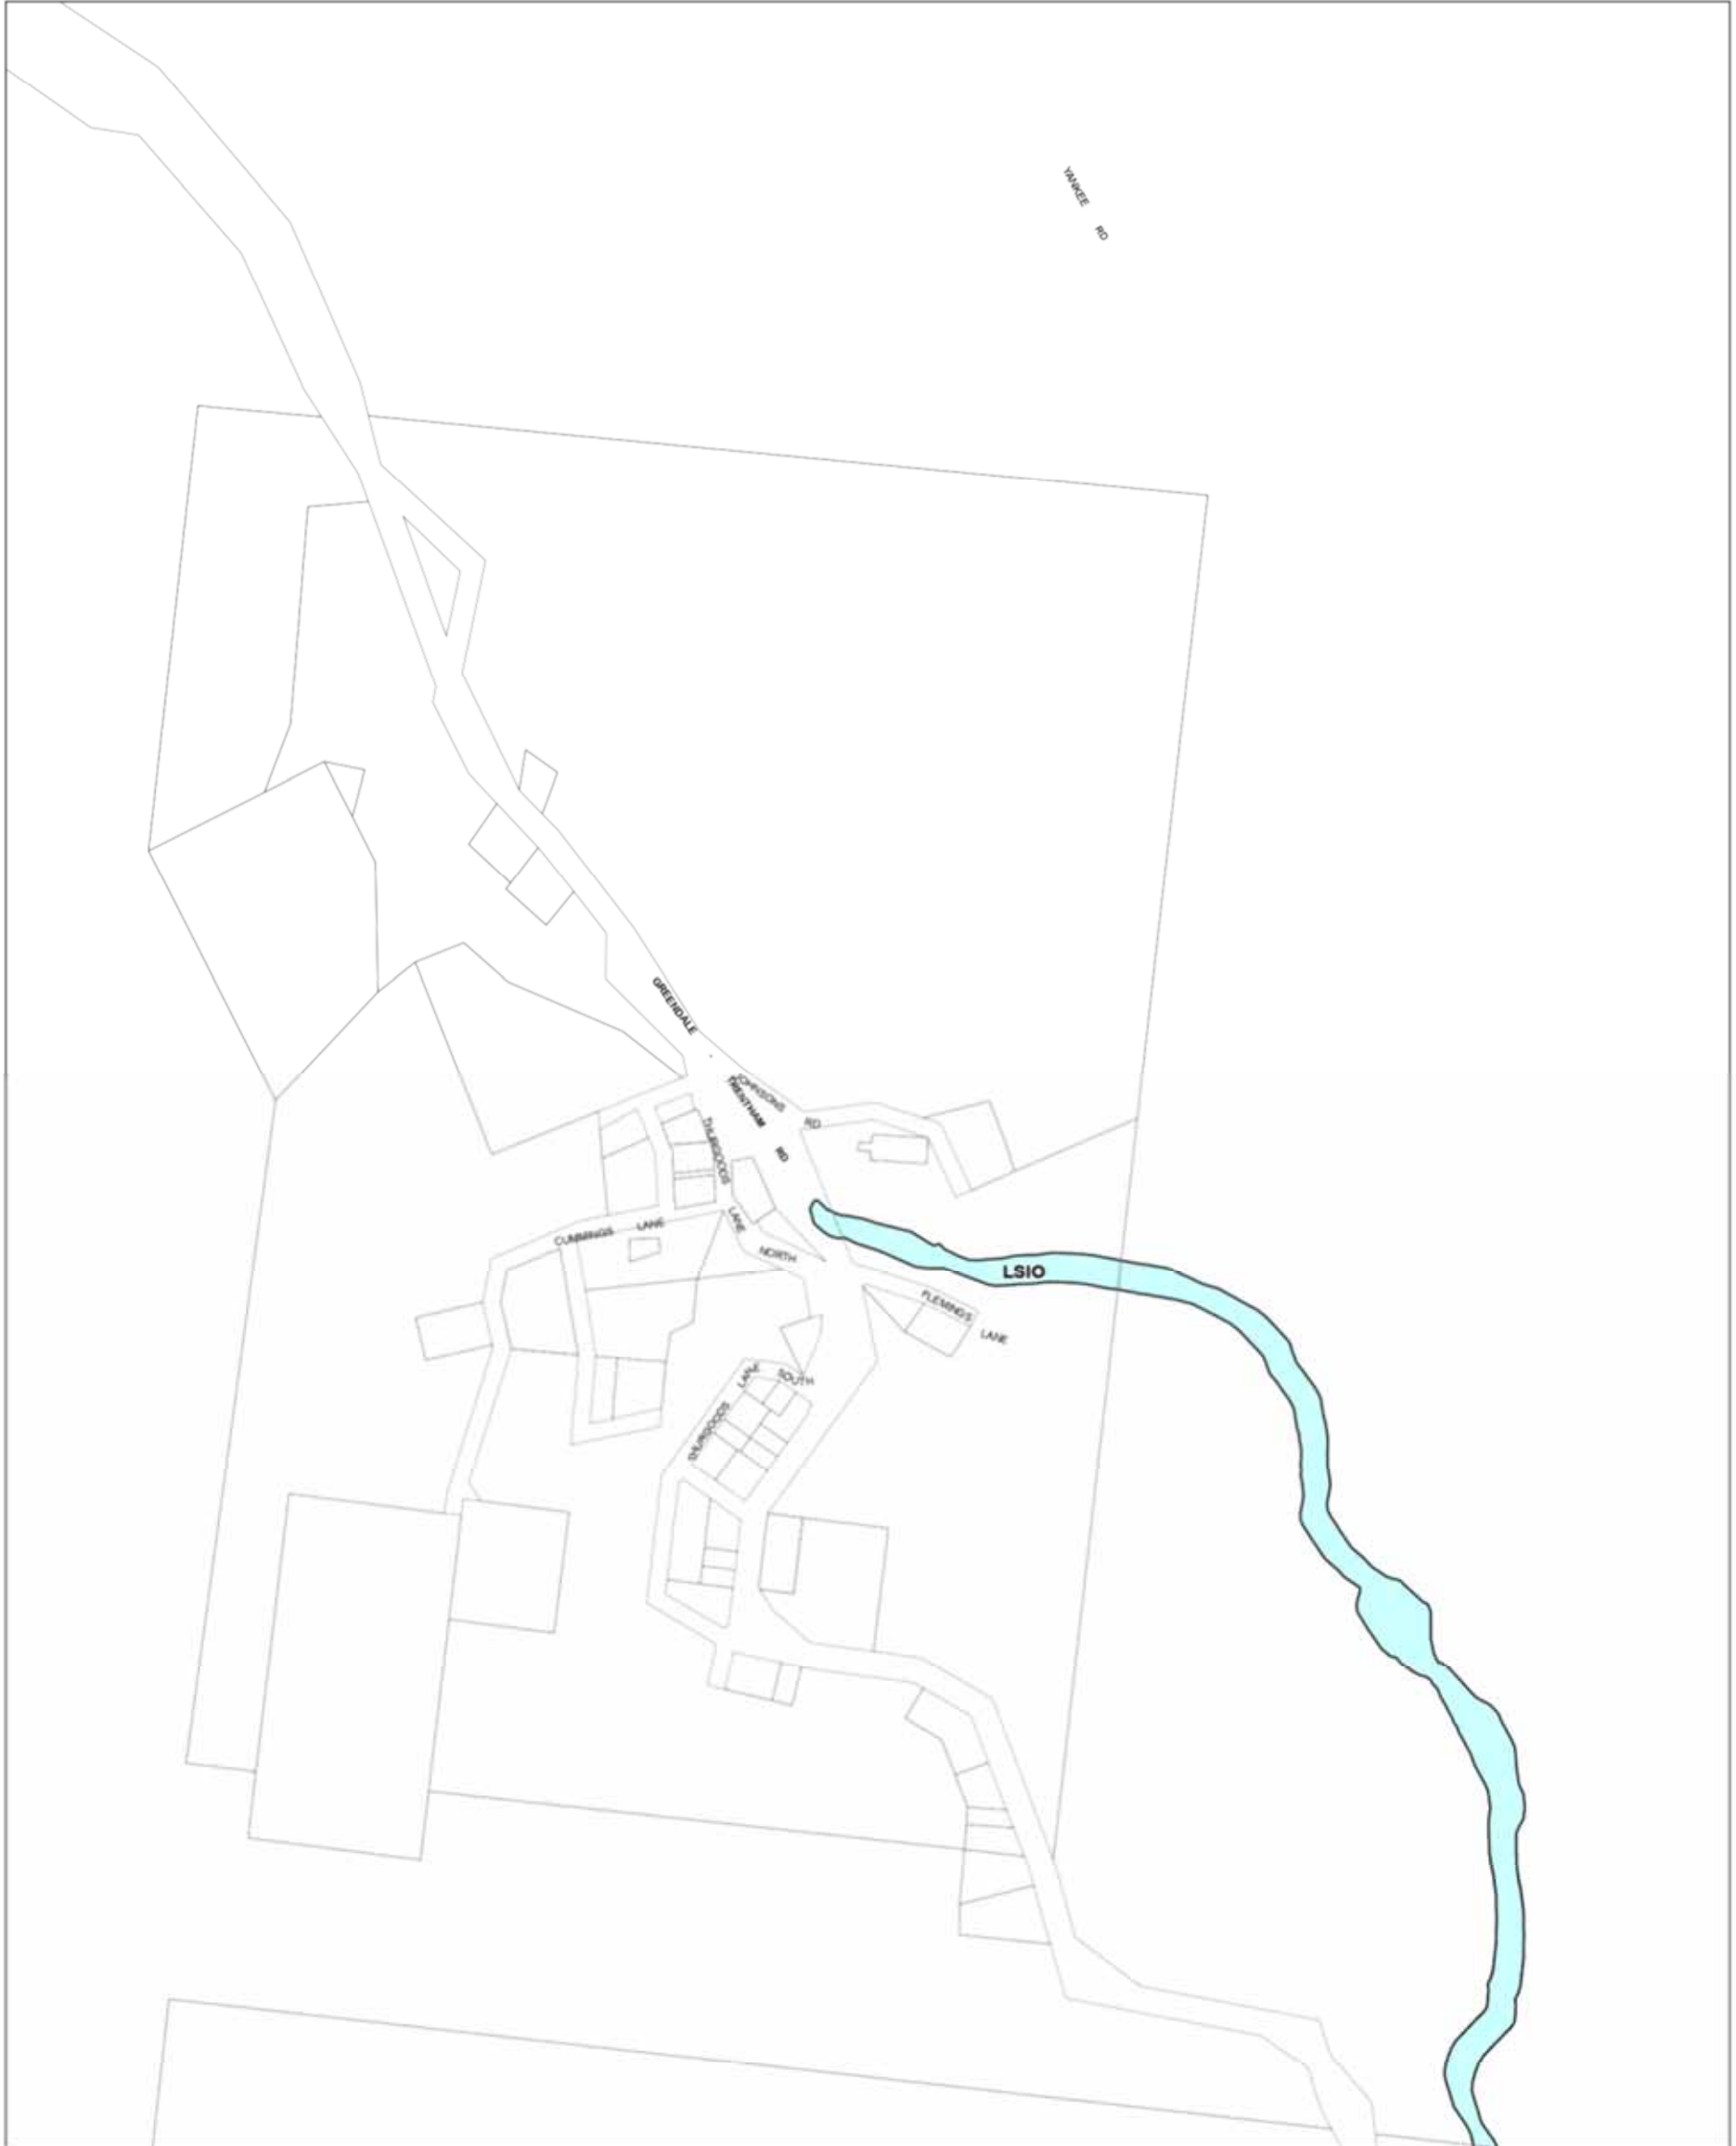 YANKEE RD
GREENDALE
TRENTHAM RD
JOHNSONS RD
THURGOODS
LANE
NORTH
CUMMINGS LANE
LSIO
FLEMINGS
LANE
LANE
SOUTH
THURGOODS